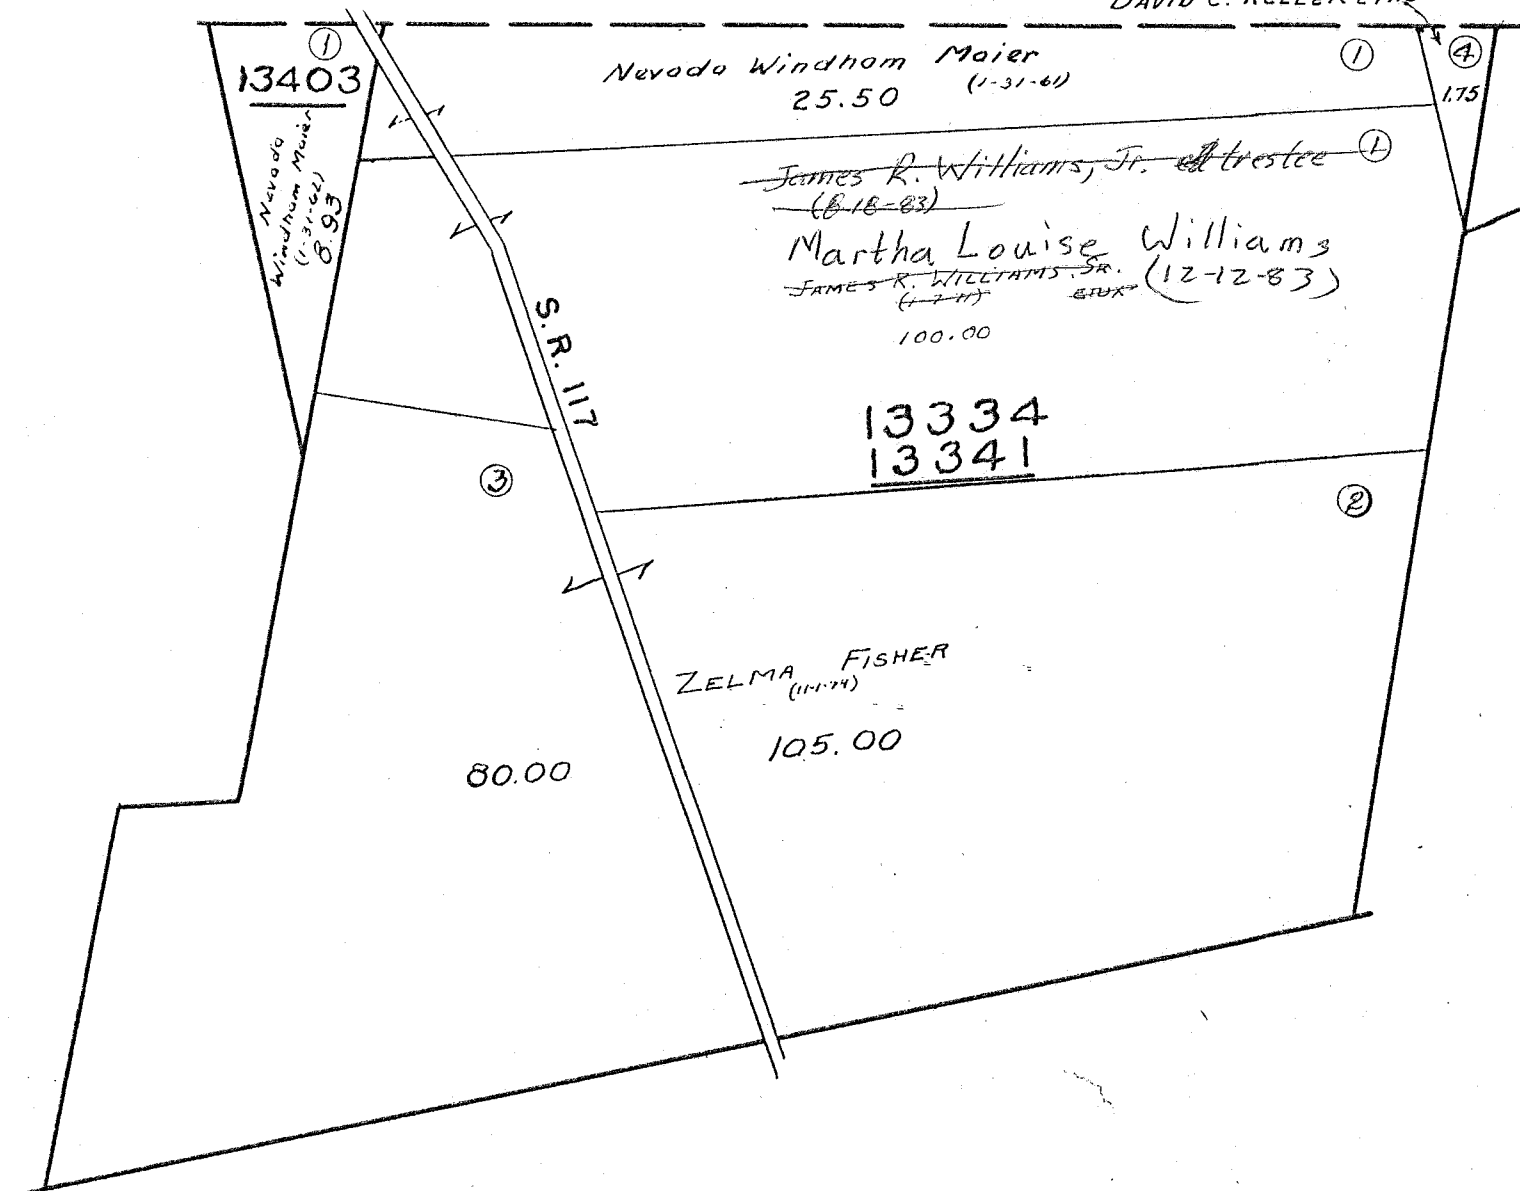 DAVID C. KELLER ETAL
①
13403
Nevada
Windham Maier
(1-31-62)
8.93
Nevada Windham Maier
(1-31-61)
25.50
①
④
1.75
James R. Williams, Jr. trestee
①
(8-18-83)
Martha Louise Williams
JAMES R. WILLIAMS, SR.
ETUX
(12-12-83)
100.00
S.R. 117
13334
13341
③
②
ZELMA FISHER
(11-1-74)
105.00
80.00